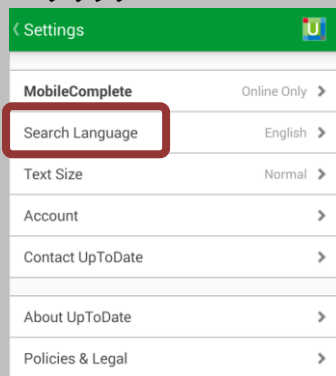 Settings
MobileComplete Online Only
Search Language English
Text Size Normal
Account
Contact UpToDate
About UpToDate
Policies & Legal